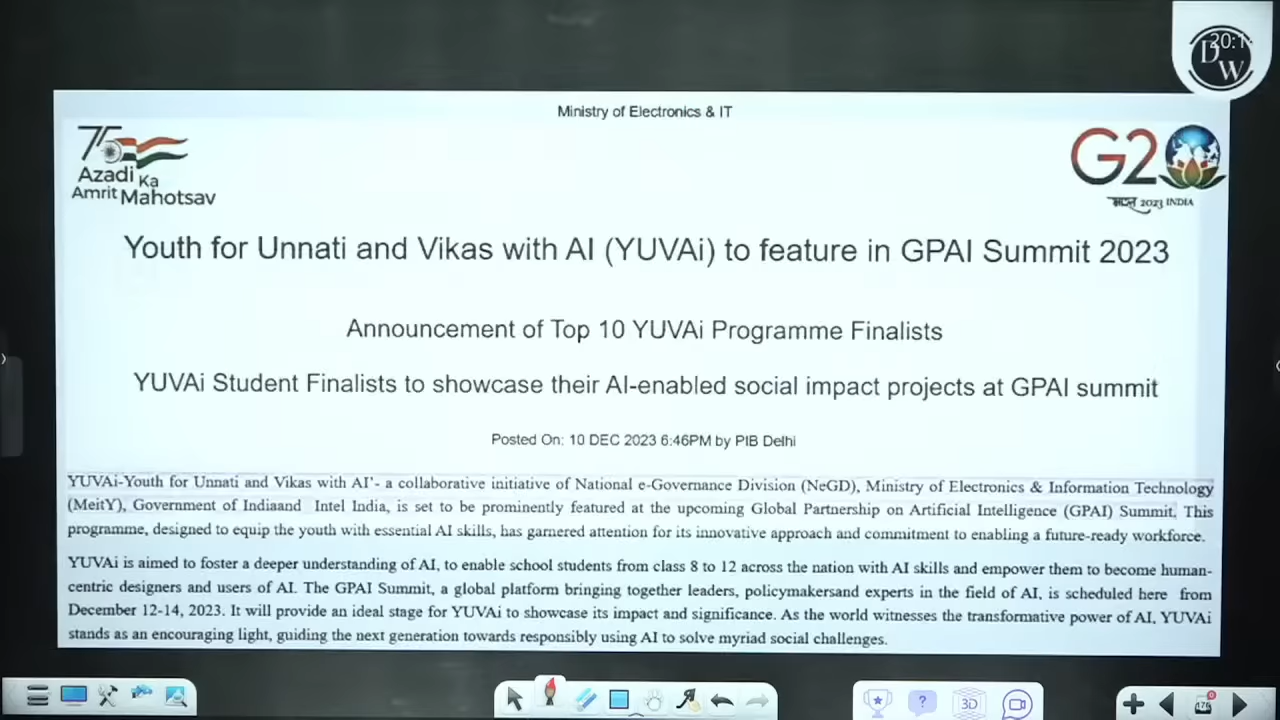 20:1
DW
Ministry of Electronics & IT
75
Azadi Ka
Amrit Mahotsav
G20
भारत 2023 INDIA
Youth for Unnati and Vikas with AI (YUVAi) to feature in GPAI Summit 2023
Announcement of Top 10 YUVAi Programme Finalists
YUVAi Student Finalists to showcase their AI-enabled social impact projects at GPAI summit
Posted On: 10 DEC 2023 6:46PM by PIB Delhi
YUVAi-Youth for Unnati and Vikas with AI'- a collaborative initiative of National e-Governance Division (NeGD), Ministry of Electronics & Information Technology
(MeitY), Government of Indiaand Intel India, is set to be prominently featured at the upcoming Global Partnership on Artificial Intelligence (GPAI) Summit. This
programme, designed to equip the youth with essential AI skills, has garnered attention for its innovative approach and commitment to enabling a future-ready workforce.
YUVAi is aimed to foster a deeper understanding of AI, to enable school students from class 8 to 12 across the nation with AI skills and empower them to become human-
centric designers and users of AI. The GPAI Summit, a global platform bringing together leaders, policymakersand experts in the field of AI, is scheduled here from
December 12-14, 2023. It will provide an ideal stage for YUVAi to showcase its impact and significance. As the world witnesses the transformative power of AI, YUVAi
stands as an encouraging light, guiding the next generation towards responsibly using AI to solve myriad social challenges.
? 3D